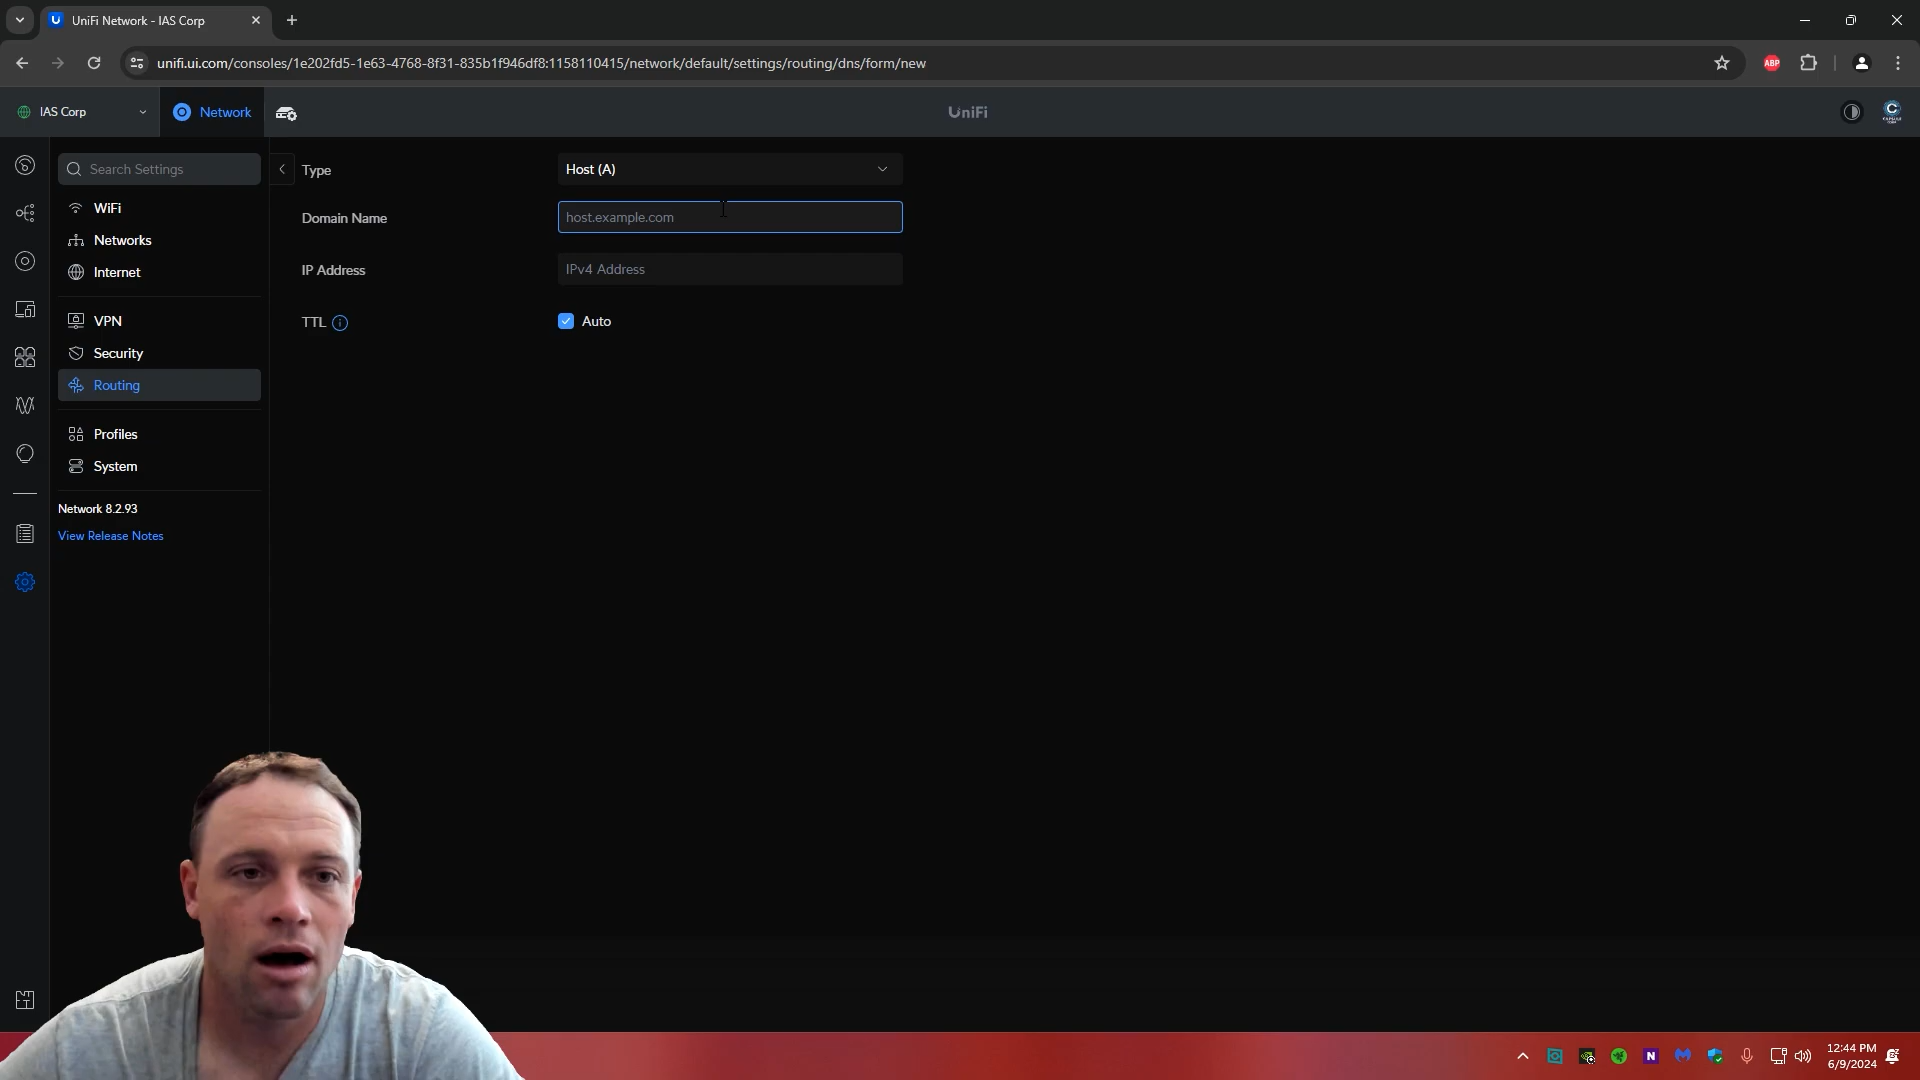 UniFi Network - IAS Corp
unifi.ui.com/consoles/1e202fd5-1e63-4768-8f31-835b1f946df8:1158110415/network/default/settings/routing/dns/form/new
ABP
IAS Corp
Network
UniFi
Search Settings
WiFi
Networks
Internet
VPN
Security
Routing
Profiles
System
Network 8.2.93
View Release Notes
Type
Host (A)
Domain Name
host.example.com
IP Address
IPv4 Address
TTL
Auto
12:44 PM
6/9/2024